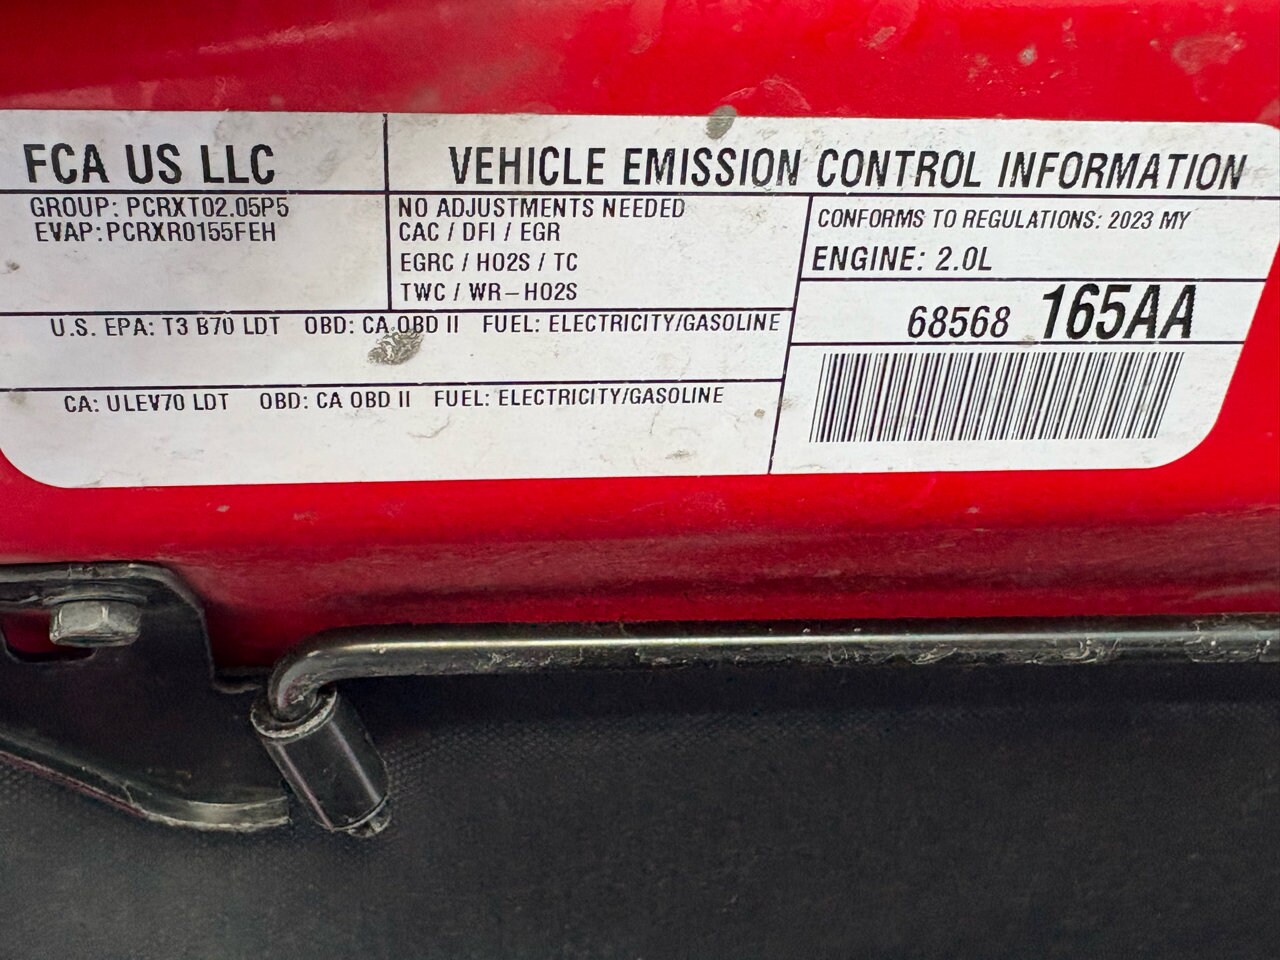 FCA US LLC
VEHICLE EMISSION CONTROL INFORMATION
GROUP: PCRXT02.05P5
EVAP: PCRXR0155FEH
NO ADJUSTMENTS NEEDED
CAC / DFI / EGR
EGRC / HO2S / TC
TWC / WR-HO2S
CONFORMS TO REGULATIONS: 2023 MY
ENGINE: 2.0L
68568 165AA
U.S. EPA: T3 B70 LDT OBD: CA OBD II FUEL: ELECTRICITY/GASOLINE
CA: ULEV70 LDT OBD: CA OBD II FUEL: ELECTRICITY/GASOLINE